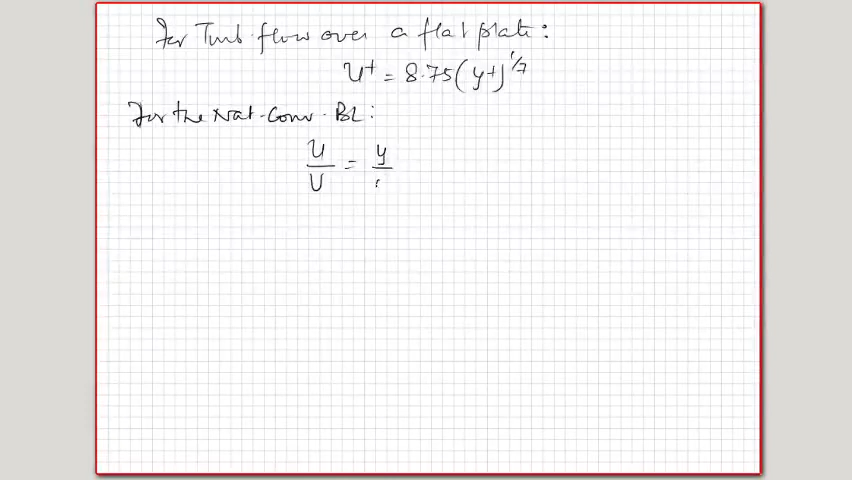 For Turb flow over a flat plate:
u+ = 8.75(y+)^1/7
For the Nat. Conv. BL:
u/U = y/